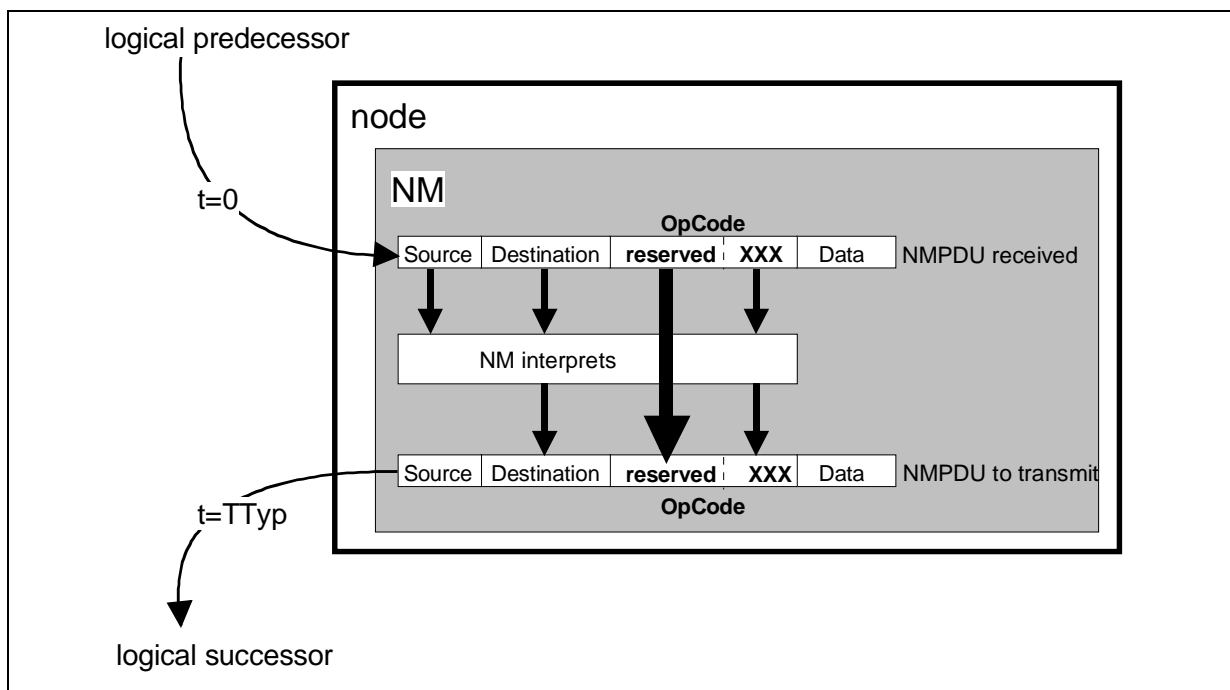 logical predecessor
node
NM
t=0
OpCode
Source Destination reserved XXX Data NMPDU received
NM interprets
Source Destination reserved XXX Data NMPDU to transmit
OpCode
t=TTyp
logical successor